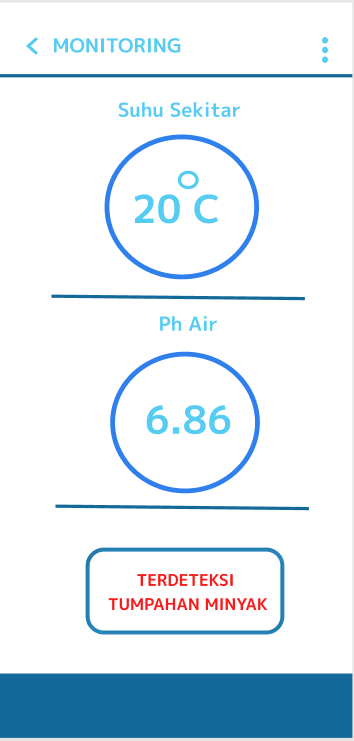 MONITORING
Suhu Sekitar
20°C
Ph Air
6.86
TERDETEKSI
TUMPAHAN MINYAK